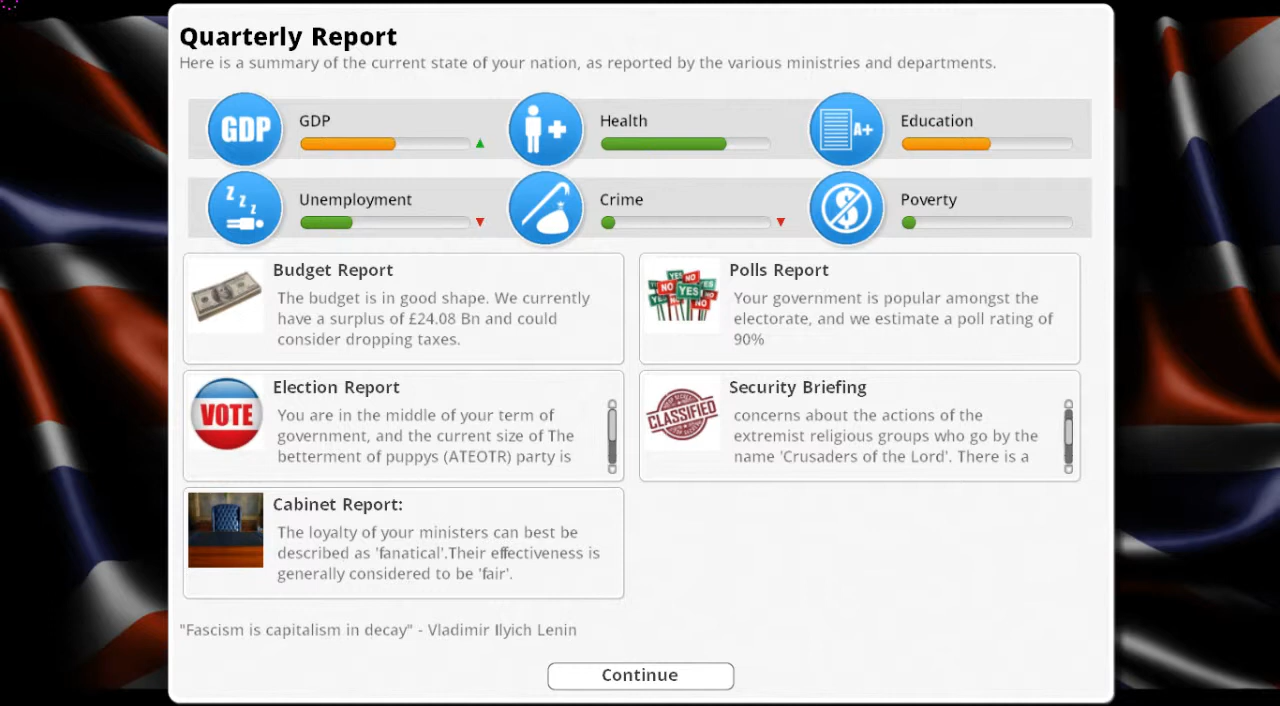 Quarterly Report
Here is a summary of the current state of your nation, as reported by the various ministries and departments.
GDP
GDP
Health
A+
Education
Z Z Z
Unemployment
Crime
$
Poverty
Budget Report
The budget is in good shape. We currently
have a surplus of £24.08 Bn and could
consider dropping taxes.
YES NO YES NO YES NO
Polls Report
Your government is popular amongst the
electorate, and we estimate a poll rating of
90%
VOTE
Election Report
You are in the middle of your term of
government, and the current size of The
betterment of puppys (ATEOTR) party is
CLASSIFIED
Security Briefing
concerns about the actions of the
extremist religious groups who go by the
name 'Crusaders of the Lord'. There is a
Cabinet Report:
The loyalty of your ministers can best be
described as 'fanatical'.Their effectiveness is
generally considered to be 'fair'.
"Fascism is capitalism in decay" - Vladimir Ilyich Lenin
Continue